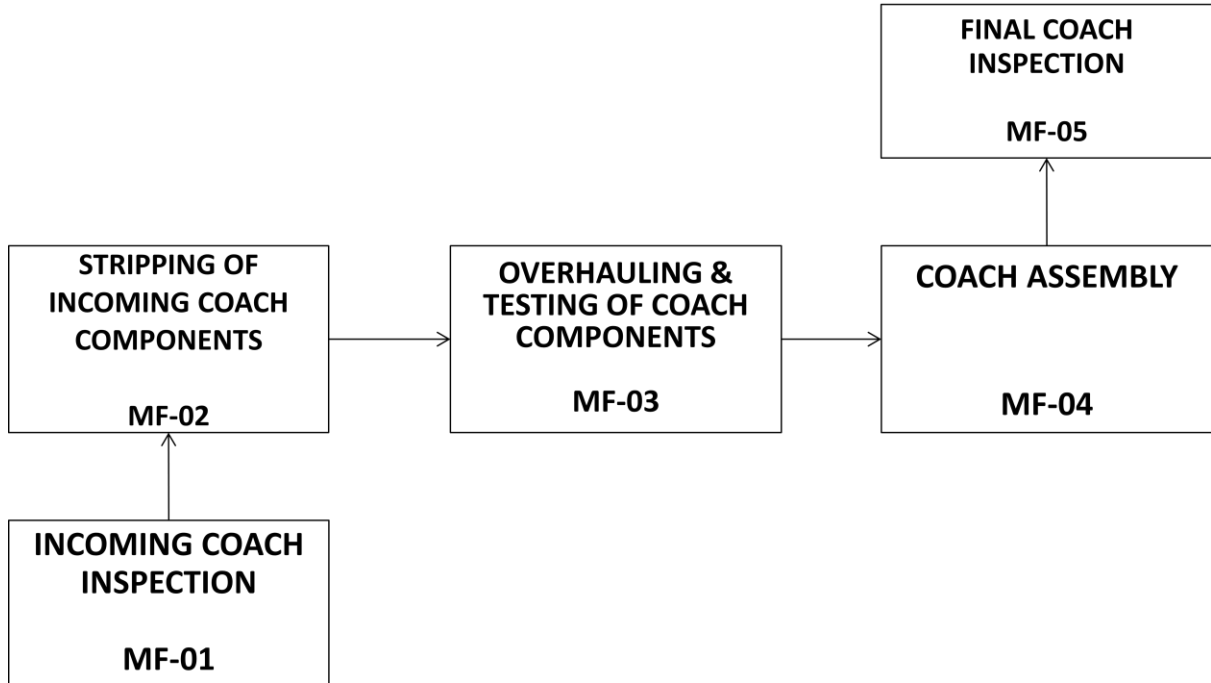 FINAL COACH
INSPECTION
MF-05
STRIPPING OF
INCOMING COACH
COMPONENTS
MF-02
OVERHAULING &
TESTING OF COACH
COMPONENTS
MF-03
COACH ASSEMBLY
MF-04
INCOMING COACH
INSPECTION
MF-01